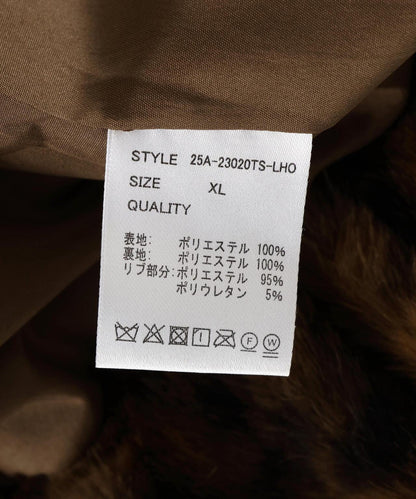 STYLE 25A-23020TS-LHO
SIZE XL
QUALITY
表地: ポリエステル 100%
裏地: ポリエステル 100%
リブ部分:ポリエステル 95%
ポリウレタン 5%
F W